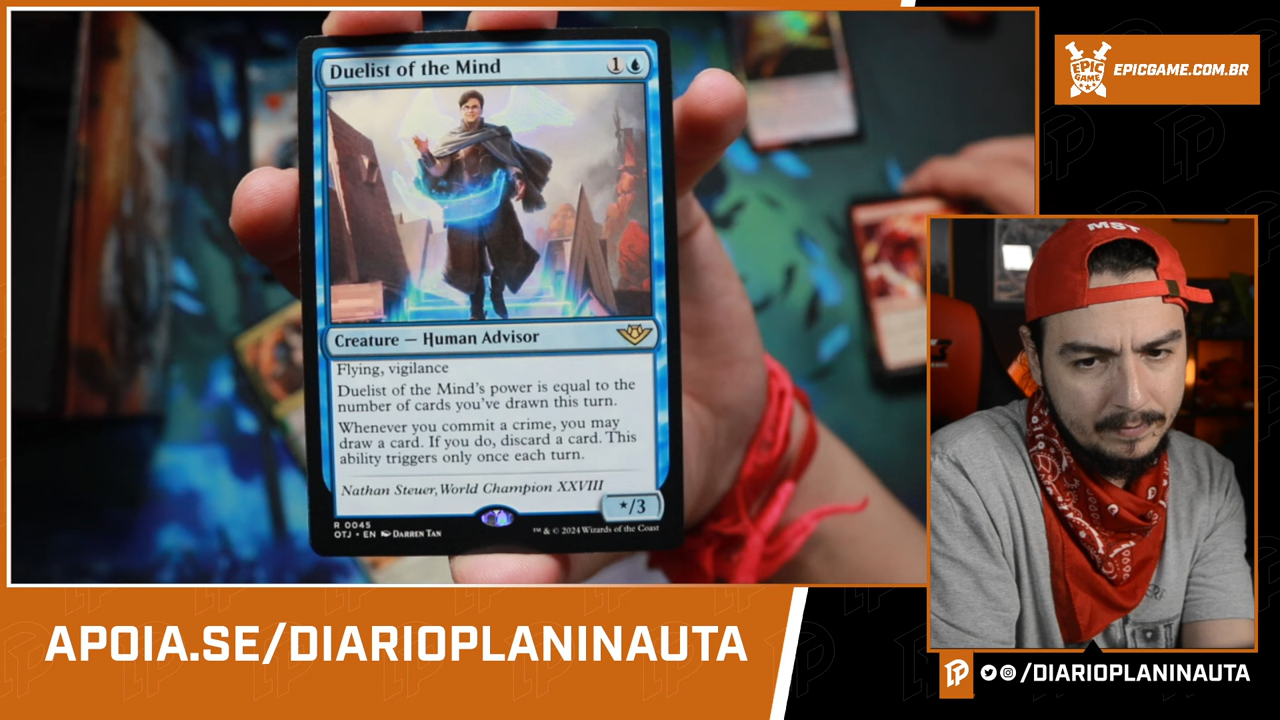 Duelist of the Mind
1
Creature — Human Advisor
Flying, vigilance
Duelist of the Mind's power is equal to the
number of cards you've drawn this turn.
Whenever you commit a crime, you may
draw a card. If you do, discard a card. This
ability triggers only once each turn.
Nathan Steuer, World Champion XXVIII
*/3
R 0045
OTJ • EN DARREN TAN
™ & © 2024 Wizards of the Coast
EPIC
GAME
EPICGAME.COM.BR
MST
APOIA.SE/DIARIOPLANINAUTA
/DIARIOPLANINAUTA